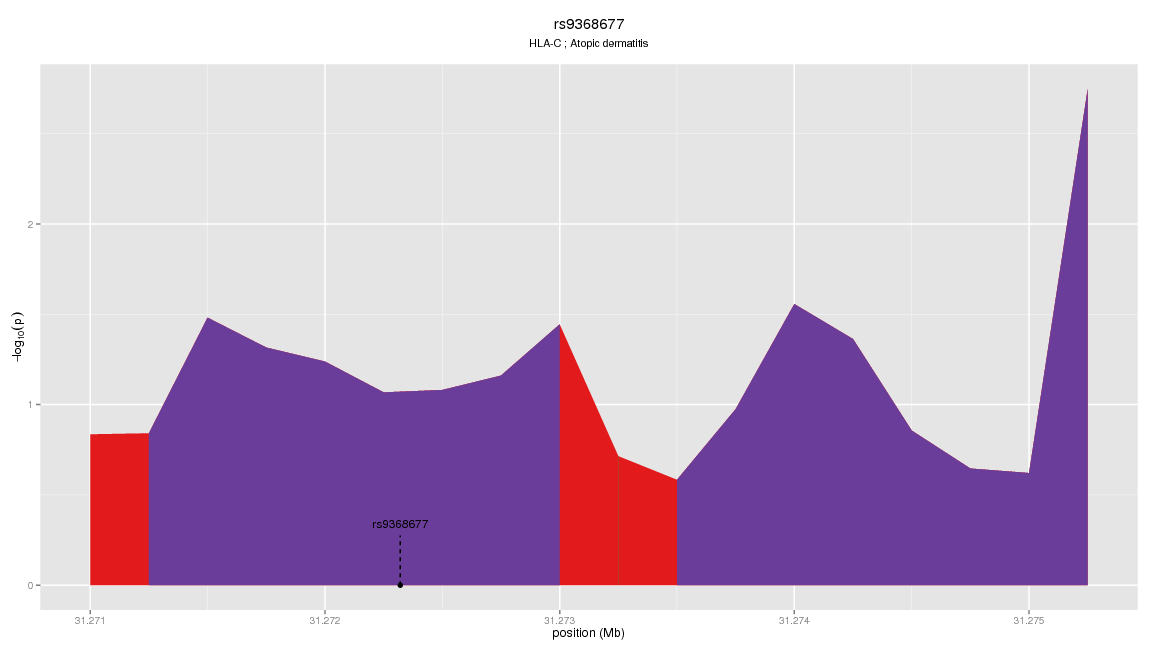 rs9368677
HLA-C ; Atopic dermatitis
−log10(p)
2
1
0
rs9368677
31.271 31.272 31.273 31.274 31.275
position (Mb)